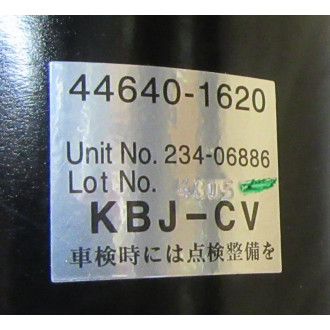 44640-1620
Unit No. 234-06886
Lot No.
KBJ-CV
車検時には点検整備を